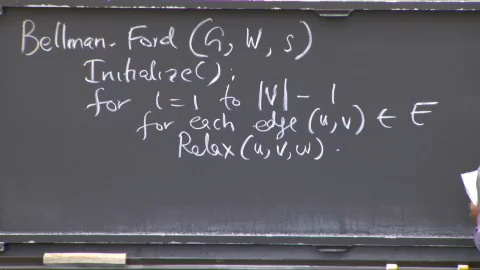 Bellman-Ford (G, W, s)
Initialize();
for i = 1 to |V| - 1
for each edge (u, v) ∈ E
Relax (u, v, w).